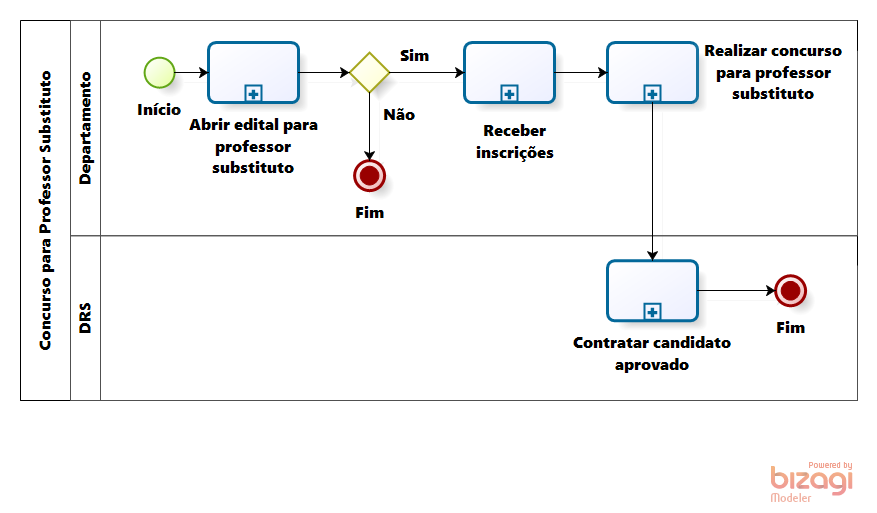 Concurso para Professor Substituto
Departamento
Início
Abrir edital para
professor
substituto
Sim
Não
Fim
Receber
inscrições
Realizar concurso
para professor
substituto
DRS
Contratar candidato
aprovado
Fim
Powered by
bizagi
Modeler